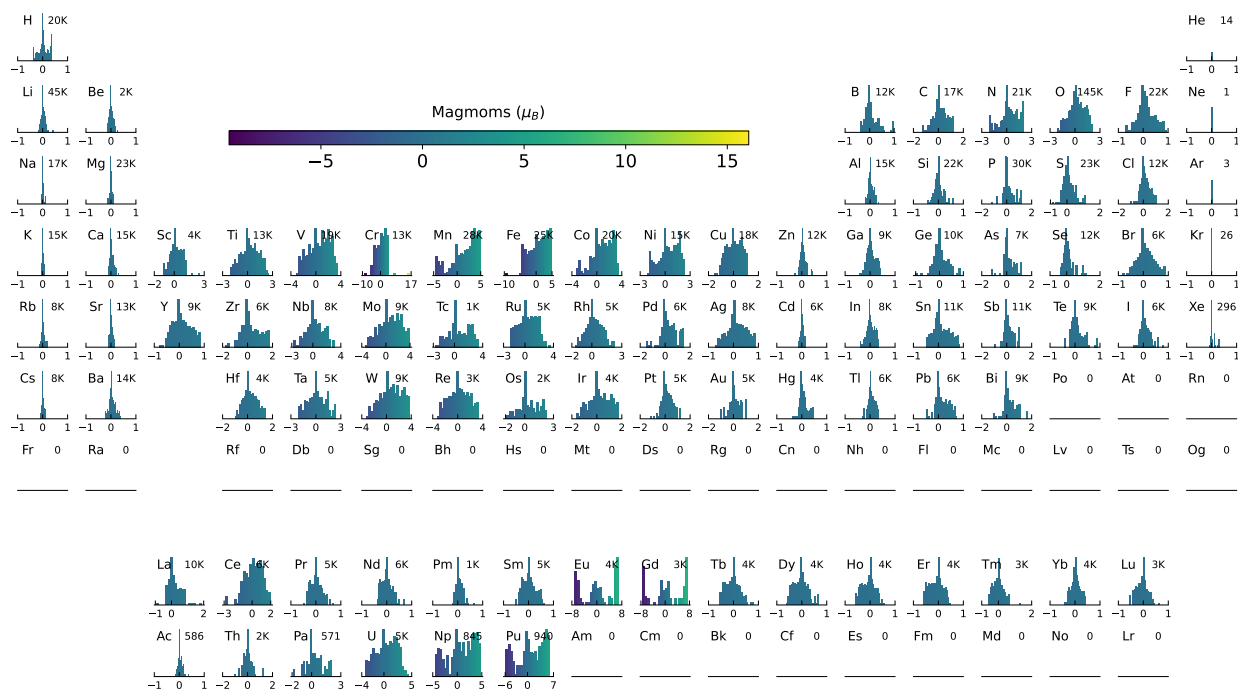 H 20K He 14
−1 0 1 −1 0 1
Li 45K Be 2K B 12K C 17K N 21K O 145K F 22K Ne 1
Magmoms (μB)
−5 0 5 10 15
−1 0 1 −1 0 1 −1 0 1 −1 0 2 −3 0 3 −3 0 3 −1 0 1 −1 0 1
Na 17K Mg 23K Al 15K Si 22K P 30K S 23K Cl 12K Ar 3
−1 0 1 −1 0 1 −1 0 1 −1 0 1 −2 0 2 −1 0 2 −1 0 2 −1 0 1
K 15K Ca 15K Sc 4K Ti 13K V 19K Cr 13K Mn 28K Fe 25K Co 20K Ni 15K Cu 18K Zn 12K Ga 9K Ge 10K As 7K Se 12K Br 6K Kr 26
−1 0 1 −1 0 1 −2 0 3 −3 0 3 −4 0 4 −10 0 17 −5 0 5 −10 0 5 −4 0 4 −3 0 3 −2 0 2 −1 0 1 −1 0 1 −1 0 1 −1 0 1 −1 0 2 −1 0 1 −1 0 1
Rb 8K Sr 13K Y 9K Zr 6K Nb 8K Mo 9K Tc 1K Ru 5K Rh 5K Pd 6K Ag 8K Cd 6K In 8K Sn 11K Sb 11K Te 9K I 6K Xe 296
−1 0 1 −1 0 1 −1 0 1 −2 0 2 −3 0 4 −4 0 4 −4 0 4 −3 0 4 −3 0 3 −2 0 2 −1 0 1 −1 0 1 −1 0 1 −1 0 1 −1 0 2 −1 0 1 −1 0 2 −1 0 1
Cs 8K Ba 14K Hf 4K Ta 5K W 9K Re 3K Os 2K Ir 4K Pt 5K Au 5K Hg 4K Tl 6K Pb 6K Bi 9K Po 0 At 0 Rn 0
−1 0 1 −1 0 1 −2 0 2 −3 0 3 −4 0 4 −4 0 4 −3 0 3 −2 0 2 −2 0 3 −1 0 1 −1 0 2 −1 0 1 −1 0 1 −1 0 2
Fr 0 Ra 0 Rf 0 Db 0 Sg 0 Bh 0 Hs 0 Mt 0 Ds 0 Rg 0 Cn 0 Nh 0 Fl 0 Mc 0 Lv 0 Ts 0 Og 0
La 10K Ce 6K Pr 5K Nd 6K Pm 1K Sm 5K Eu 4K Gd 3K Tb 4K Dy 4K Ho 4K Er 4K Tm 3K Yb 4K Lu 3K
−1 0 2 −3 0 2 −1 0 1 −1 0 1 −1 0 1 −1 0 1 −8 0 8 −8 0 8 −1 0 1 −1 0 1 −1 0 1 −1 0 1 −1 0 2 −1 0 1 −1 0 1
Ac 586 Th 2K Pa 571 U 5K Np 845 Pu 940 Am 0 Cm 0 Bk 0 Cf 0 Es 0 Fm 0 Md 0 No 0 Lr 0
−1 0 1 −1 0 2 −2 0 3 −4 0 5 −5 0 5 −6 0 7